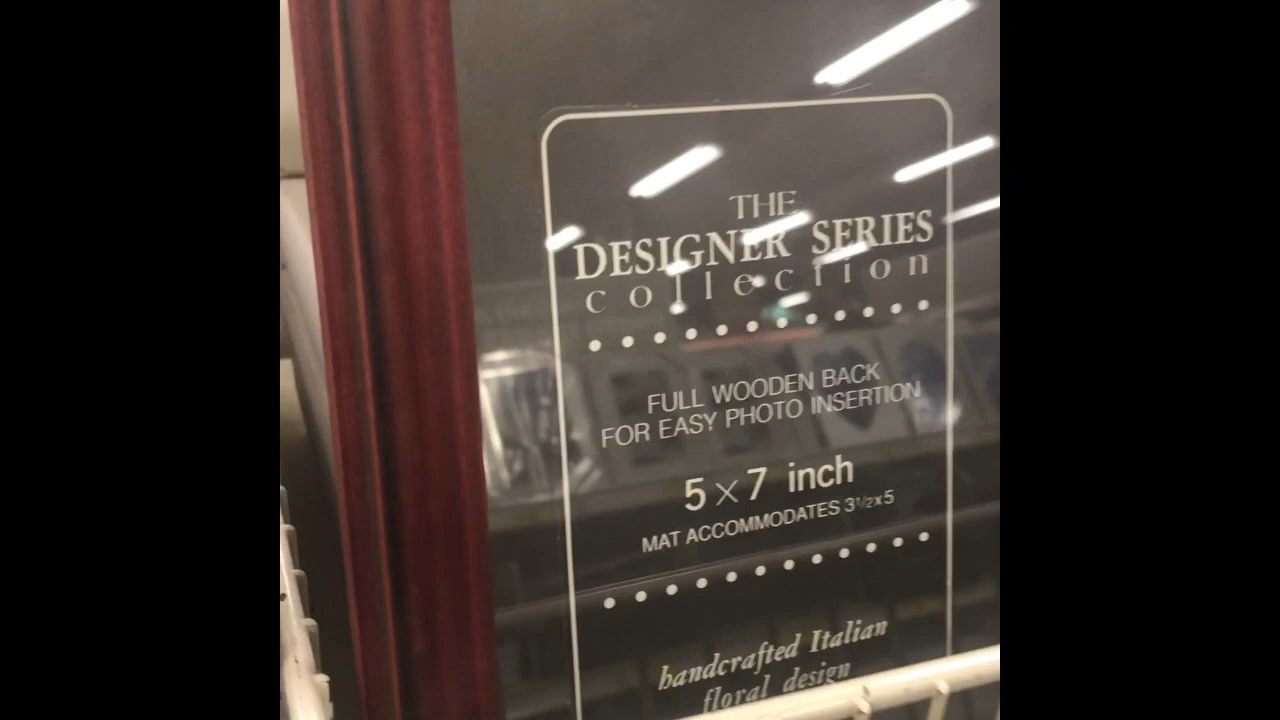 THE
DESIGNER SERIES
collection
FULL WOODEN BACK
FOR EASY PHOTO INSERTION
5 × 7 inch
MAT ACCOMMODATES 3½x5
handcrafted Italian
floral design